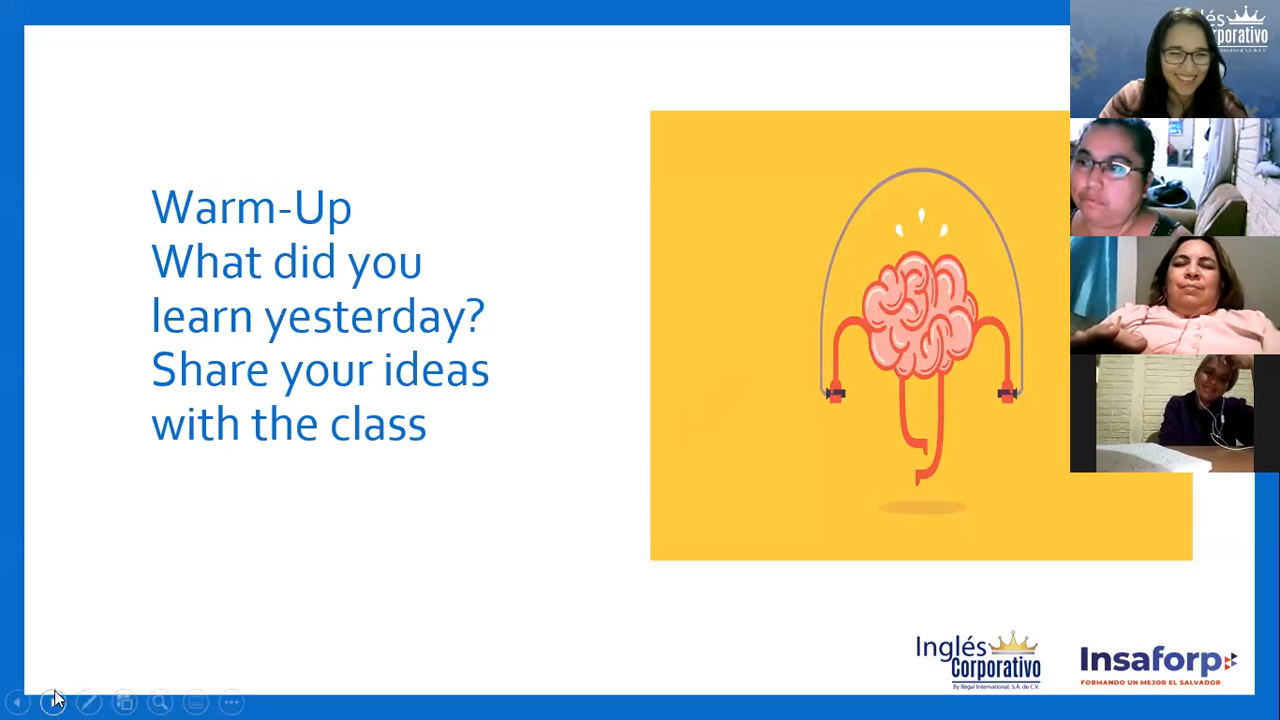 Warm-Up
What did you
learn yesterday?
Share your ideas
with the class
Inglés
Corporativo
By Regal International, S.A. de C.V.
Insaforp
FORMANDO UN MEJOR EL SALVADOR